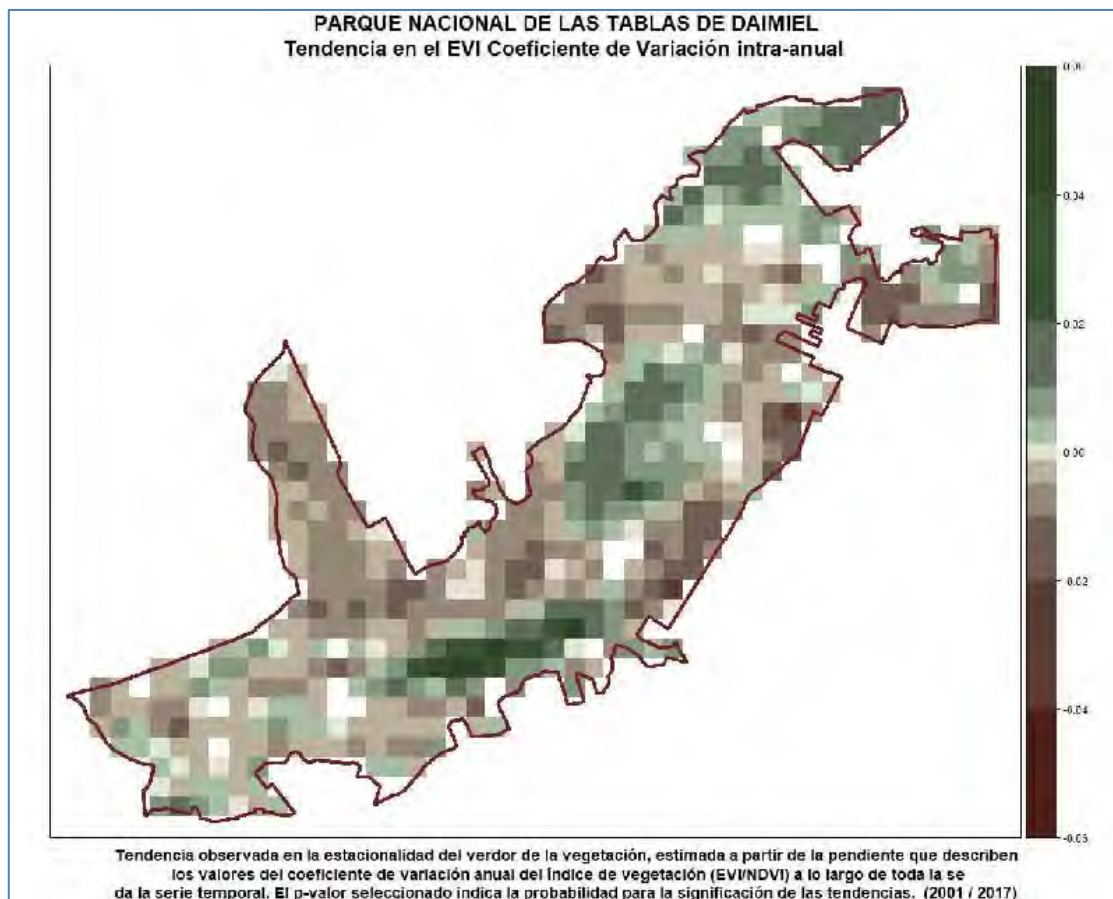 PARQUE NACIONAL DE LAS TABLAS DE DAIMIEL
Tendencia en el EVI Coeficiente de Variación intra-anual
0.04
0.02
0.00
-0.02
-0.04
Tendencia observada en la estacionalidad del verdor de la vegetación, estimada a partir de la pendiente que describen
los valores del coeficiente de variación anual del índice de vegetación (EVI/NDVI) a lo largo de toda la se
da la serie temporal. El p-valor seleccionado indica la probabilidad para la significación de las tendencias. (2001 / 2017)